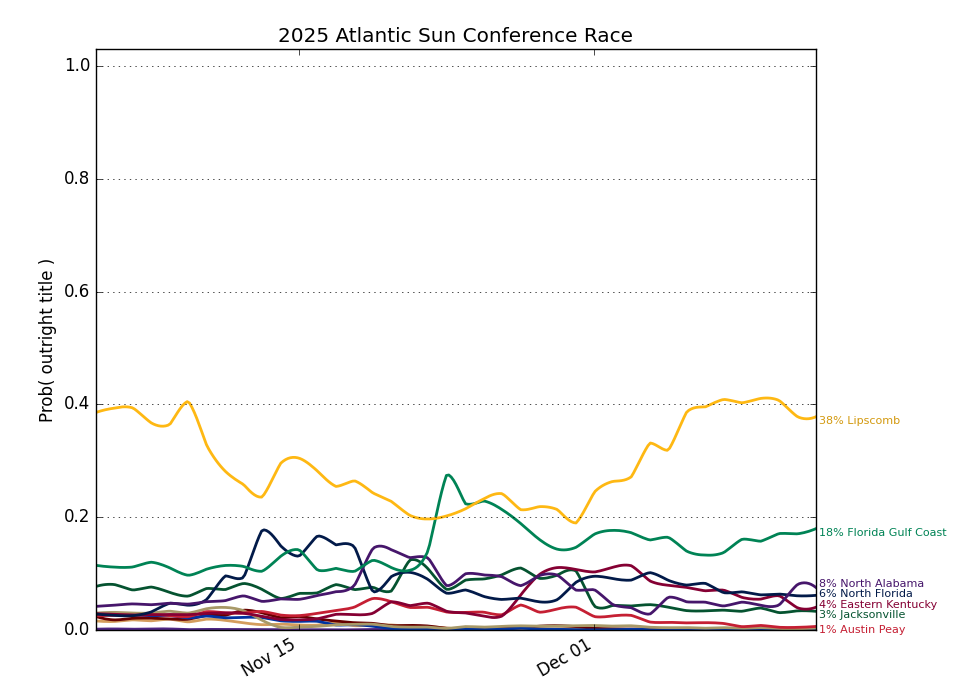 2025 Atlantic Sun Conference Race
1.0
0.8
0.6
0.4
0.2
0.0
Prob( outright title )
Nov 15
Dec 01
38% Lipscomb
18% Florida Gulf Coast
8% North Alabama
6% North Florida
4% Eastern Kentucky
3% Jacksonville
1% Austin Peay